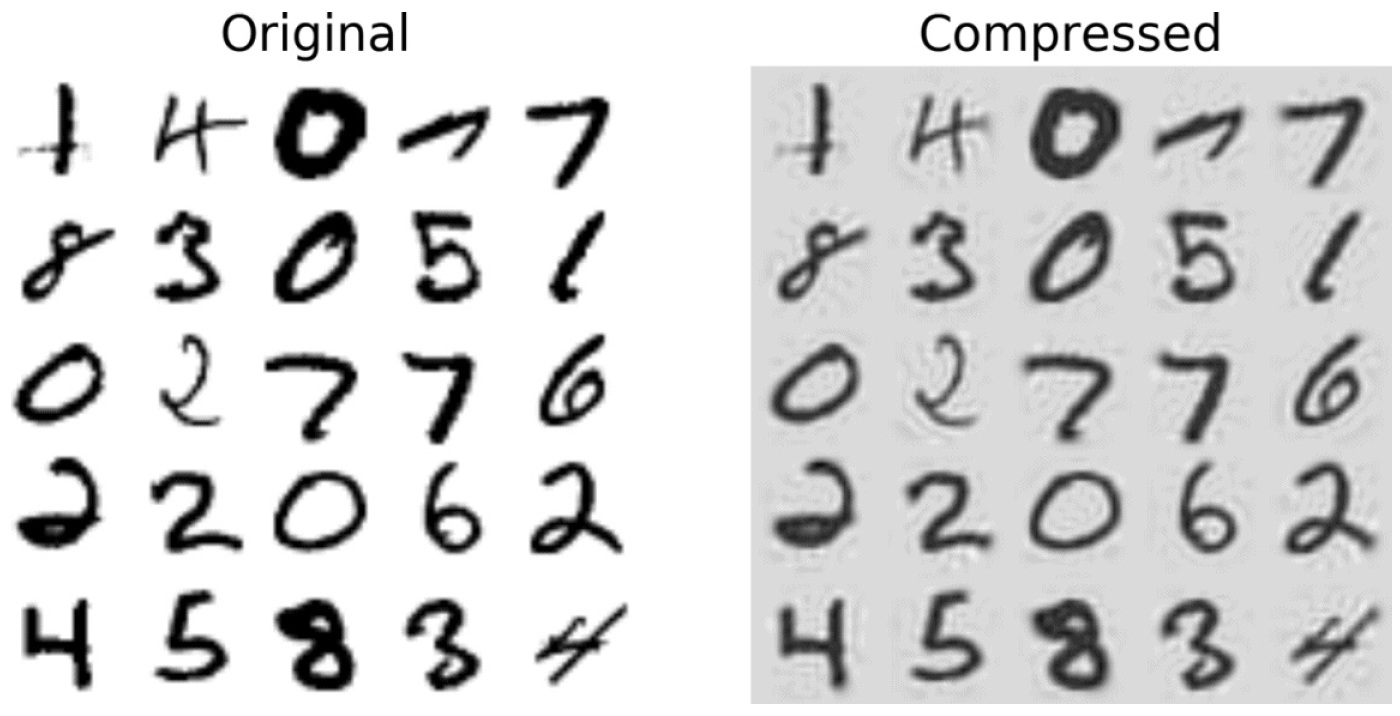 Original Compressed
1 4 0 7 7 1 4 0 7 7
8 3 0 5 1 8 3 0 5 1
0 2 7 7 6 0 2 7 7 6
2 2 0 6 2 2 2 0 6 2
4 5 8 3 4 4 5 8 3 4